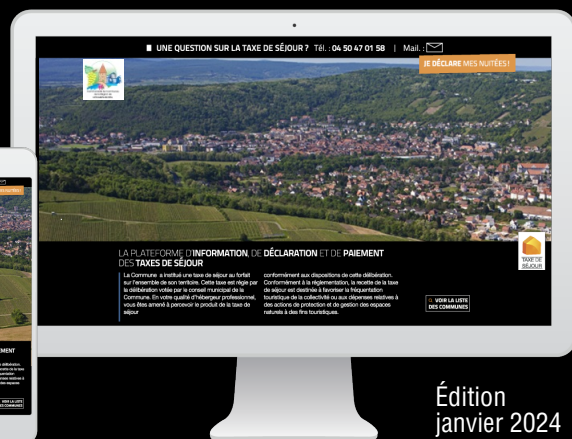 ■ UNE QUESTION SUR LA TAXE DE SÉJOUR ? Tél. : 04 50 47 01 58 | Mail. :
JE DÉCLARE MES NUITÉES !
LA PLATEFORME D'INFORMATION, DE DÉCLARATION ET DE PAIEMENT
DES TAXES DE SÉJOUR
La Commune a institué une taxe de séjour au forfait
sur l'ensemble de son territoire. Cette taxe est régie par
la délibération votée par le conseil municipal de la
Commune. En votre qualité d'hébergeur professionnel,
vous êtes amené à percevoir le produit de la taxe de
séjour
conformément aux dispositions de cette délibération.
Conformément à la réglementation, la recette de la taxe
de séjour est destinée à favoriser la fréquentation
touristique de la collectivité ou aux dépenses relatives à
des actions de protection et de gestion des espaces
naturels à des fins touristiques.
TAXE DE
SÉJOUR
VOIR LA LISTE
DES COMMUNES
EMENT
VOIR LA LISTE
DES COMMUNES
Édition
janvier 2024